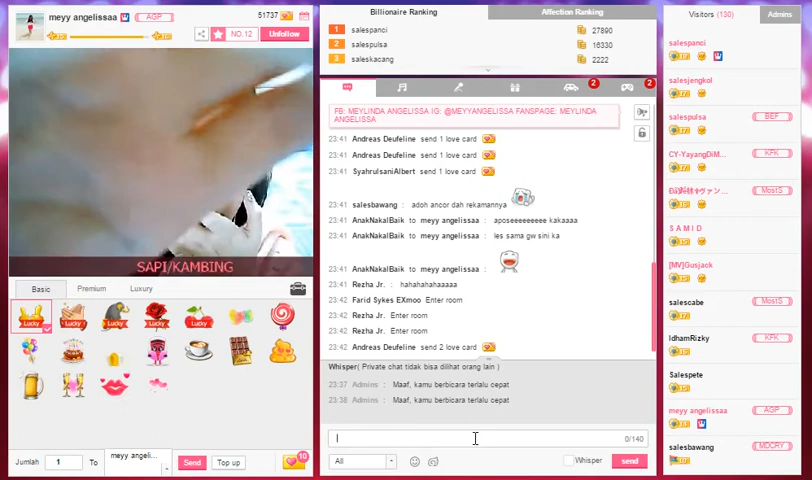 meyy angelissaa AGP
51737
NO.12 Unfollow
SAPI/KAMBING
Basic Premium Luxury
Lucky Lucky Lucky Lucky Lucky
Jumlah 1 To meyy angeli... Send Top up 10
Billionaire Ranking Affection Ranking
1 salespanci 27890
2 salespulsa 16330
3 saleskacang 2222
2 2
FB: MEYLINDA ANGELISSA IG: @MEYYANGELISSA FANSPAGE: MEYLINDA
ANGELISSA
23:41 Andreas Deufeline send 1 love card
23:41 Andreas Deufeline send 1 love card
23:41 SyahrulsaniAlbert send 1 love card
23:41 salesbawang : adoh ancor dah rekamannya
23:41 AnakNakalBaik to meyy angelissaa : aposeeeeeeeee kakaaaa
23:41 AnakNakalBaik to meyy angelissaa : les sama gw sini ka
23:41 AnakNakalBaik to meyy angelissaa :
23:41 Rezha Jr. : hahahahahaaaaa
23:42 Farid Sykes EXmoo Enter room
23:42 Rezha Jr. Enter room
23:42 Rezha Jr. Enter room
23:42 Andreas Deufeline send 2 love card
Whisper( Private chat tidak bisa dilihat orang lain )
23:37 Admins : Maaf, kamu berbicara terlalu cepat
23:38 Admins : Maaf, kamu berbicara terlalu cepat
0/140
All Whisper send
Visitors (130) Admins
salespanci
salesjengkol
salespulsa BEF
CY-YayangDiM... KFK
MostS
S A M I D
[MV]Gusjack
salescabe MostS
IdhamRizky KFK
Salespete
meyy angelissaa AGP
salesbawang MDCRY